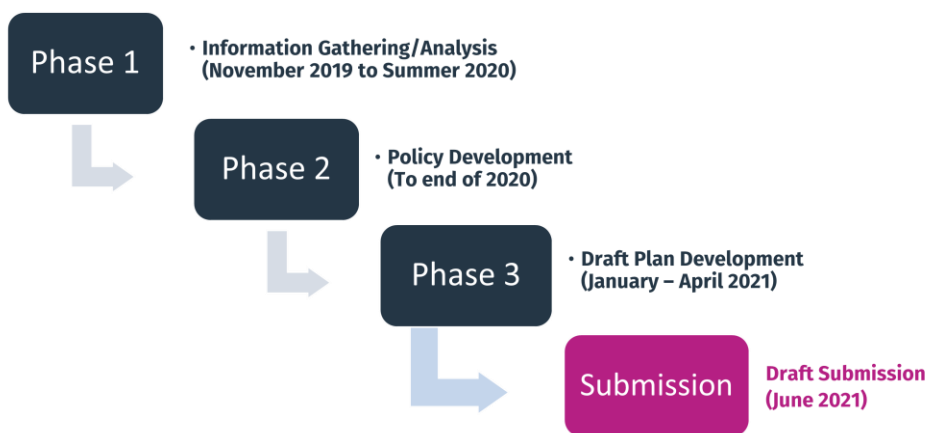 Phase 1
• Information Gathering/Analysis
(November 2019 to Summer 2020)
Phase 2
• Policy Development
(To end of 2020)
Phase 3
• Draft Plan Development
(January – April 2021)
Submission
Draft Submission
(June 2021)